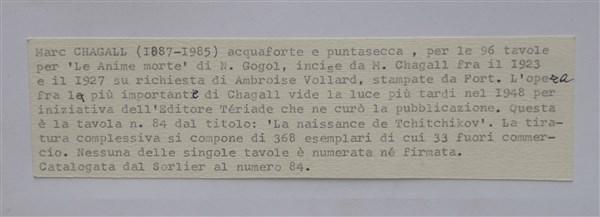 Marc CHAGALL (1887-1985) acquaforte e puntasecca , per le 96 tavole
per 'Le Anime morte' di N. Gogol, incise da M. Chagall fra il 1923
e il 1927 su richiesta di Ambroise Vollard, stampate da Fort. L'opera
fra le più importanti di Chagall vide la luce più tardi nel 1948 per
iniziativa dell'Editore Tériade che ne curò la pubblicazione. Questa
è la tavola n. 84 dal titolo: 'La naissance de Tchitchikov'. La tira-
tura complessiva si compone di 368 esemplari di cui 33 fuori commer-
cio. Nessuna delle singole tavole è numerata né firmata.
Catalogata dal Sorlier al numero 84.